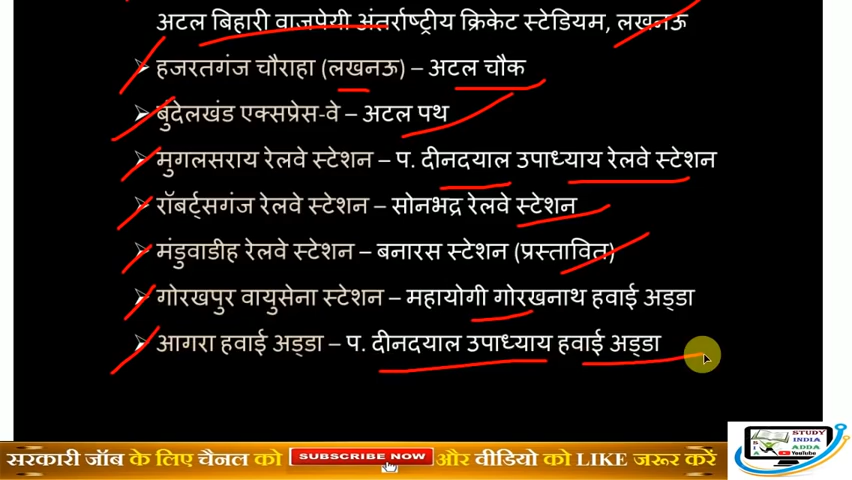 अटल बिहारी वाजपेयी अंतर्राष्ट्रीय क्रिकेट स्टेडियम, लखनऊ
➢ हजरतगंज चौराहा (लखनऊ) – अटल चौक
➢ बुंदेलखंड एक्सप्रेस-वे – अटल पथ
➢ मुगलसराय रेलवे स्टेशन – प. दीनदयाल उपाध्याय रेलवे स्टेशन
➢ रॉबर्ट्सगंज रेलवे स्टेशन – सोनभद्र रेलवे स्टेशन
➢ मंडुवाडीह रेलवे स्टेशन – बनारस स्टेशन (प्रस्तावित)
➢ गोरखपुर वायुसेना स्टेशन – महायोगी गोरखनाथ हवाई अड्डा
➢ आगरा हवाई अड्डा – प. दीनदयाल उपाध्याय हवाई अड्डा
सरकारी जॉब के लिए चैनल को SUBSCRIBE NOW और वीडियो को LIKE जरूर करें
STUDY
INDIA
ADDA
YouTube